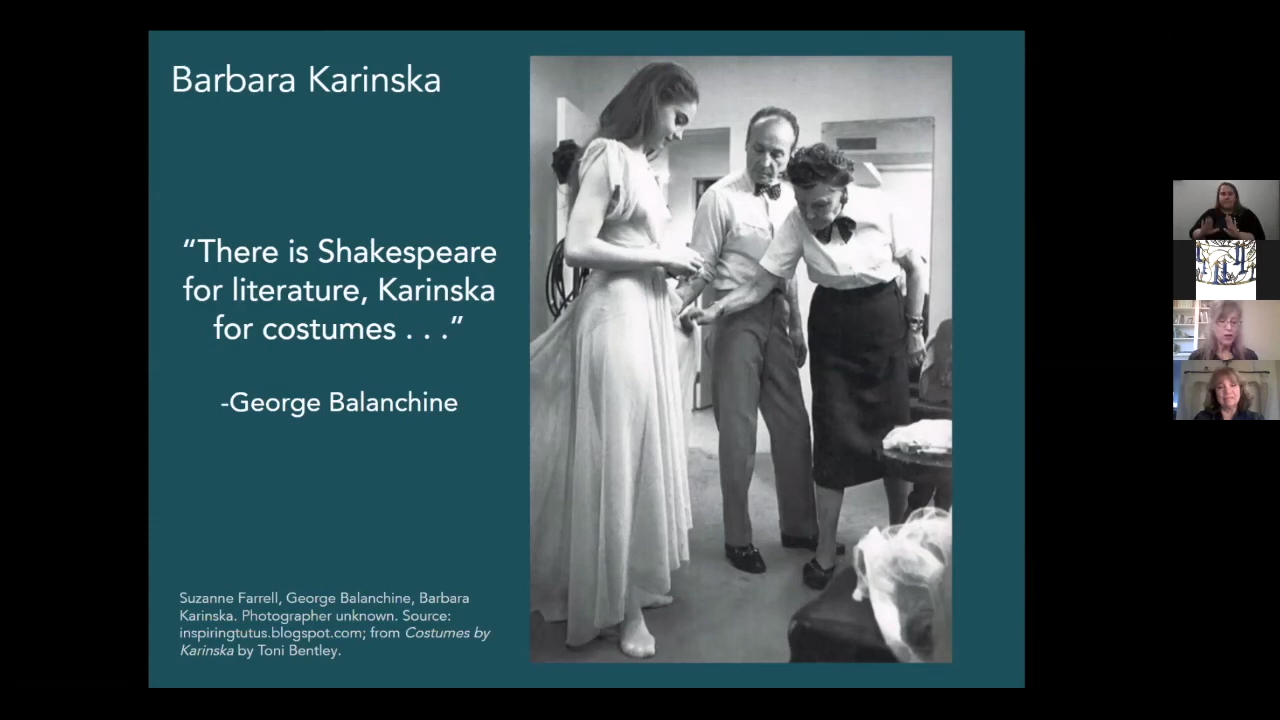 Barbara Karinska
“There is Shakespeare
for literature, Karinska
for costumes . . .”
-George Balanchine
Suzanne Farrell, George Balanchine, Barbara
Karinska. Photographer unknown. Source:
inspiringtutus.blogspot.com; from Costumes by
Karinska by Toni Bentley.